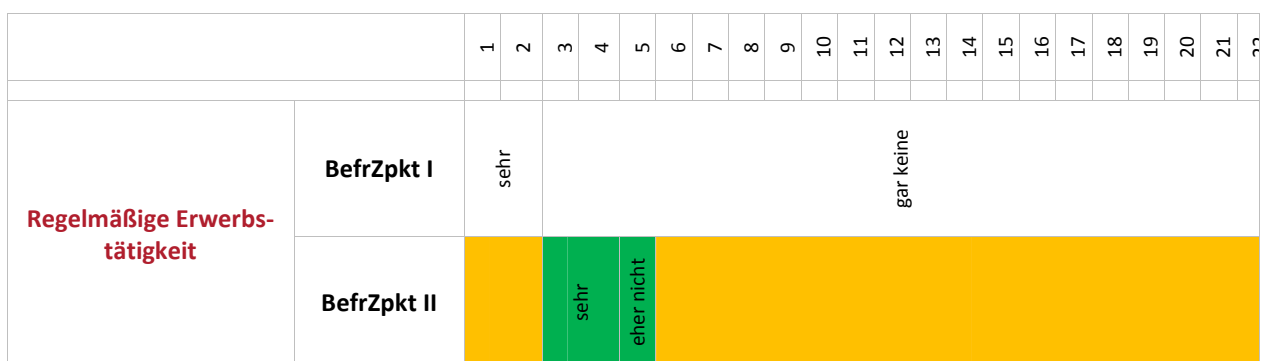 1 2 3 4 5 6 7 8 9 10 11 12 13 14 15 16 17 18 19 20 21
Regelmäßige Erwerbs-
tätigkeit
BefrZpkt I
sehr
gar keine
BefrZpkt II
sehr
eher nicht